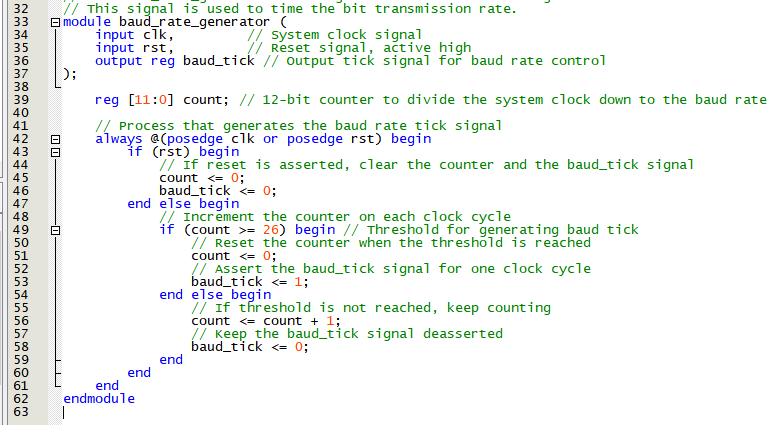 32 // This signal is used to time the bit transmission rate.
33 module baud_rate_generator (
34     input clk,         // System clock signal
35     input rst,         // Reset signal, active high
36     output reg baud_tick // Output tick signal for baud rate control
37 );
38
39     reg [11:0] count; // 12-bit counter to divide the system clock down to the baud rate
40
41     // Process that generates the baud rate tick signal
42     always @(posedge clk or posedge rst) begin
43         if (rst) begin
44             // If reset is asserted, clear the counter and the baud_tick signal
45             count <= 0;
46             baud_tick <= 0;
47         end else begin
48             // Increment the counter on each clock cycle
49             if (count >= 26) begin // Threshold for generating baud tick
50                 // Reset the counter when the threshold is reached
51                 count <= 0;
52                 // Assert the baud_tick signal for one clock cycle
53                 baud_tick <= 1;
54             end else begin
55                 // If threshold is not reached, keep counting
56                 count <= count + 1;
57                 // Keep the baud_tick signal deasserted
58                 baud_tick <= 0;
59             end
60         end
61     end
62 endmodule
63